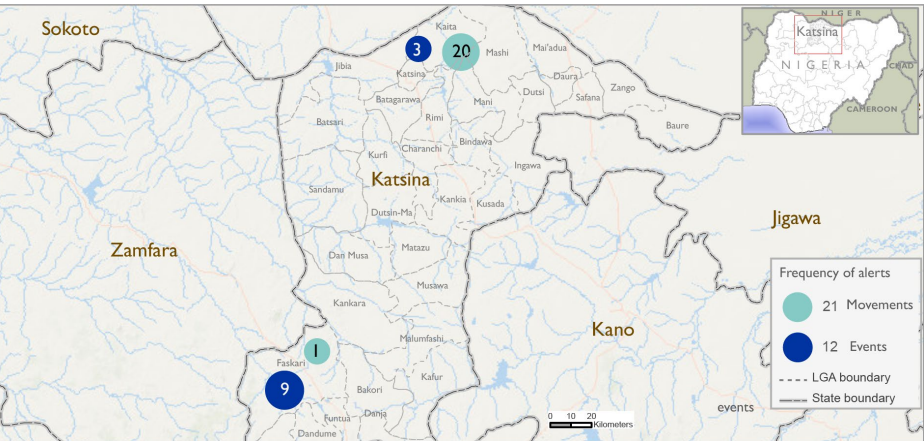 Sokoto
Kaita
3
20
Mashi
Mai'adua
Jibia
Katsina
Daura
Zango
Dutsi
Safana
Batagarawa
Mani
Baure
Batsari
Rimi
Bindawa
Charanchi
Kurfi
Ingawa
Katsina
Sandamu
Kankia
Kusada
Dutsin-Ma
Jigawa
Zamfara
Matazu
Dan Musa
Musawa
Kankara
Kano
Malumfashi
1
Faskari
9
Kafur
Bakori
Danja
Funtua
Dandume
events
0 10 20
Kilometers
NIGER
Katsina
NIGERIA
CHAD
CAMEROON
Frequency of alerts
21 Movements
12 Events
LGA boundary
State boundary